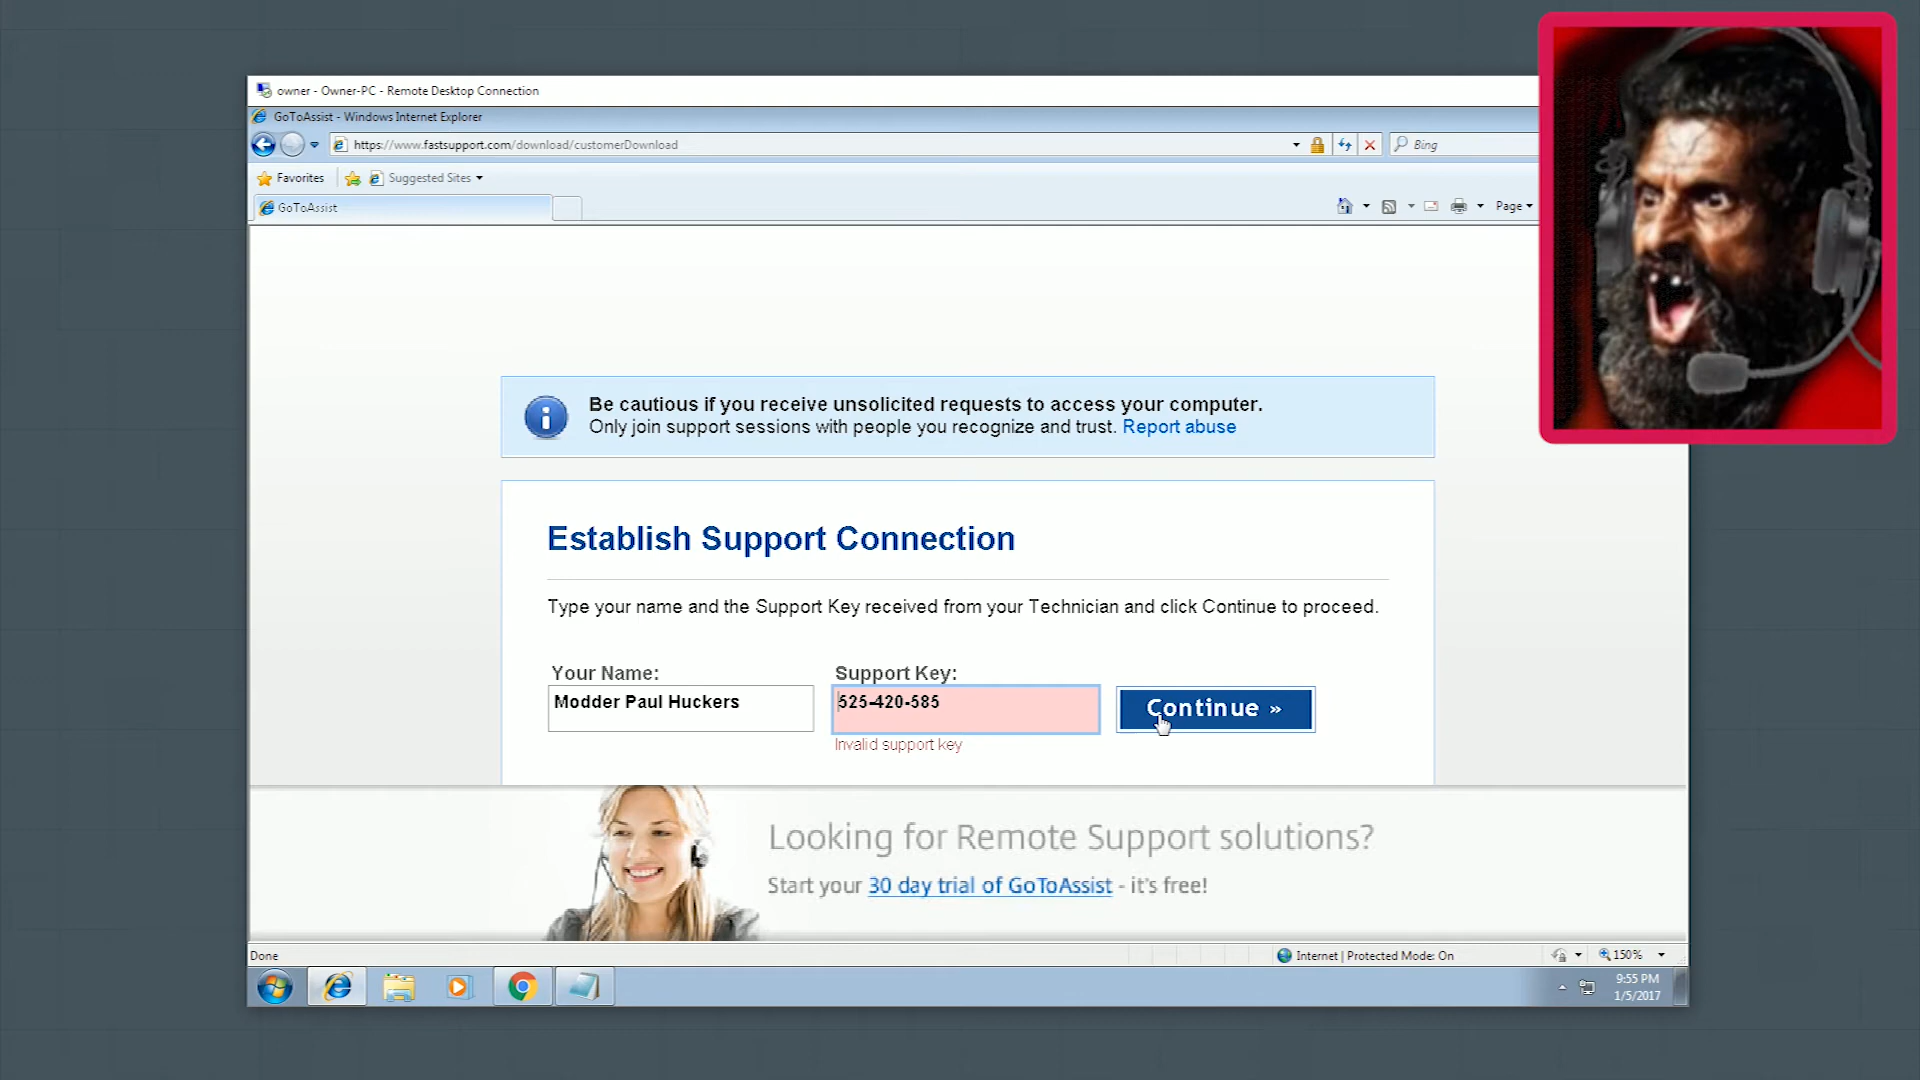 owner - Owner-PC - Remote Desktop Connection
GoToAssist - Windows Internet Explorer
https://www.fastsupport.com/download/customerDownload
Bing
Favorites
Suggested Sites
GoToAssist
Page
Be cautious if you receive unsolicited requests to access your computer.
Only join support sessions with people you recognize and trust. Report abuse
Establish Support Connection
Type your name and the Support Key received from your Technician and click Continue to proceed.
Your Name:
Support Key:
Modder Paul Huckers
525-420-585
Continue »
Invalid support key
Looking for Remote Support solutions?
Start your 30 day trial of GoToAssist - it's free!
Done
Internet | Protected Mode: On
150%
9:55 PM
1/5/2017